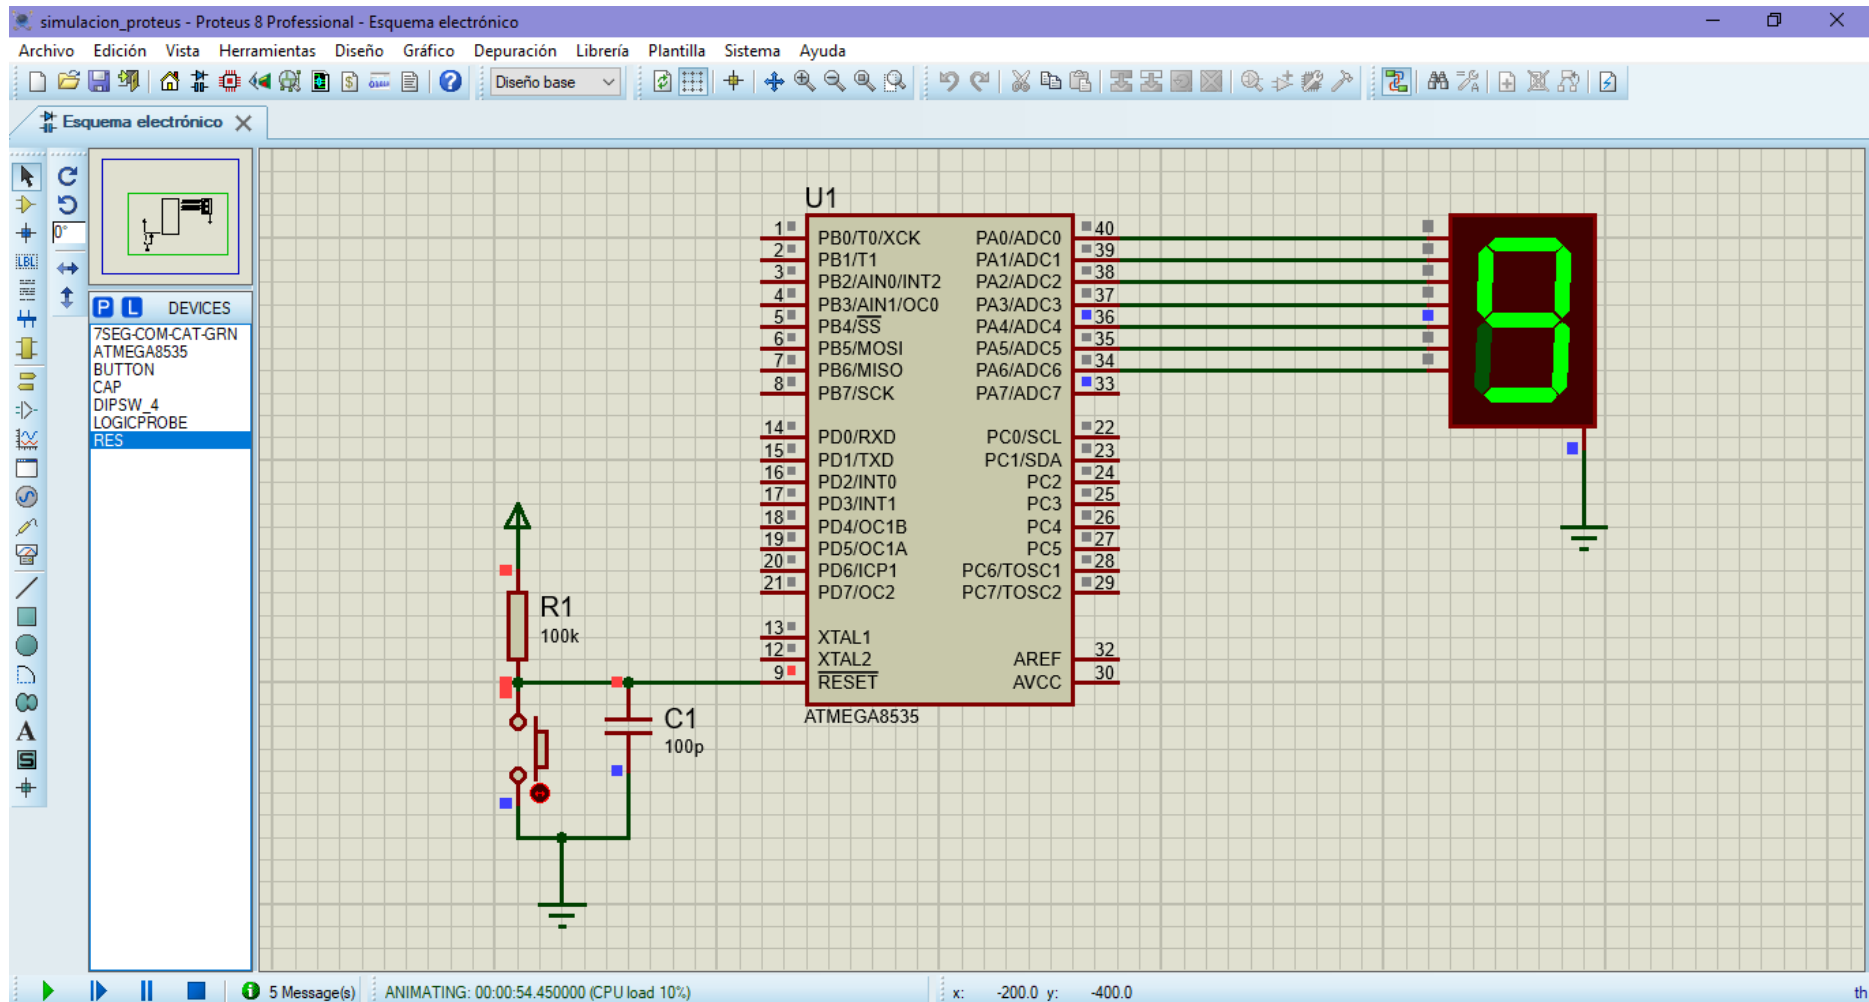 simulacion_proteus - Proteus 8 Professional - Esquema electrónico
Archivo Edición Vista Herramientas Diseño Gráfico Depuración Librería Plantilla Sistema Ayuda
Diseño base
Esquema electrónico
0°
LBL
P L DEVICES
7SEG-COM-CAT-GRN
ATMEGA8535
BUTTON
CAP
DIPSW_4
LOGICPROBE
RES
A
S
U1
1 PB0/T0/XCK PA0/ADC0 40
2 PB1/T1 PA1/ADC1 39
3 PB2/AIN0/INT2 PA2/ADC2 38
4 PB3/AIN1/OC0 PA3/ADC3 37
5 PB4/SS PA4/ADC4 36
6 PB5/MOSI PA5/ADC5 35
7 PB6/MISO PA6/ADC6 34
8 PB7/SCK PA7/ADC7 33
14 PD0/RXD PC0/SCL 22
15 PD1/TXD PC1/SDA 23
16 PD2/INT0 PC2 24
17 PD3/INT1 PC3 25
18 PD4/OC1B PC4 26
19 PD5/OC1A PC5 27
20 PD6/ICP1 PC6/TOSC1 28
21 PD7/OC2 PC7/TOSC2 29
13 XTAL1
12 XTAL2 AREF 32
9 RESET AVCC 30
ATMEGA8535
9
R1
100k
C1
100p
5 Message(s) ANIMATING: 00:00:54.450000 (CPU load 10%) x: -200.0 y: -400.0 th